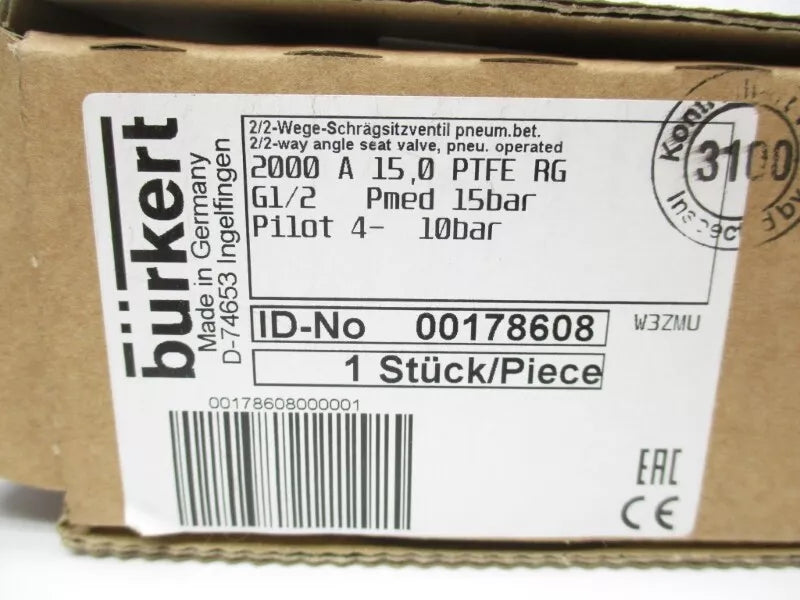 bürkert
Made in Germany
D-74653 Ingelfingen
2/2-Wege-Schrägsitzventil pneum.bet.
2/2-way angle seat valve, pneu. operated
2000 A 15,0 PTFE RG
G1/2 Pmed 15bar
Pilot 4- 10bar
ID-No 00178608
W3ZMU
1 Stück/Piece
00178608000001
EAC
CE
3100